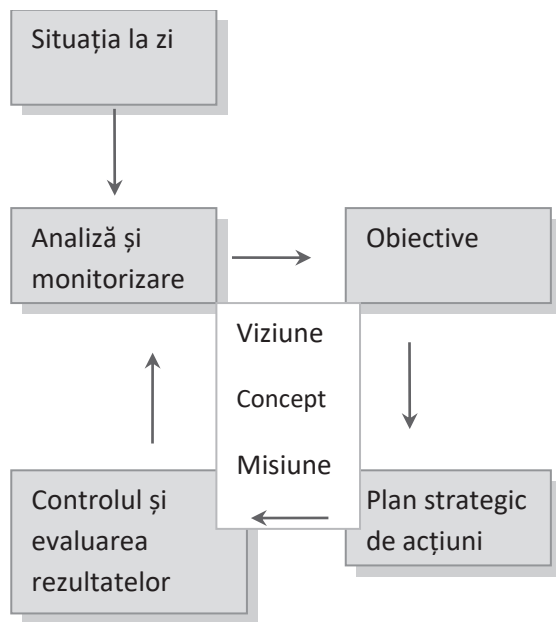 Situația la zi
Analiză și
monitorizare
Obiective
Viziune
Concept
Misiune
Controlul și
evaluarea
rezultatelor
Plan strategic
de acțiuni